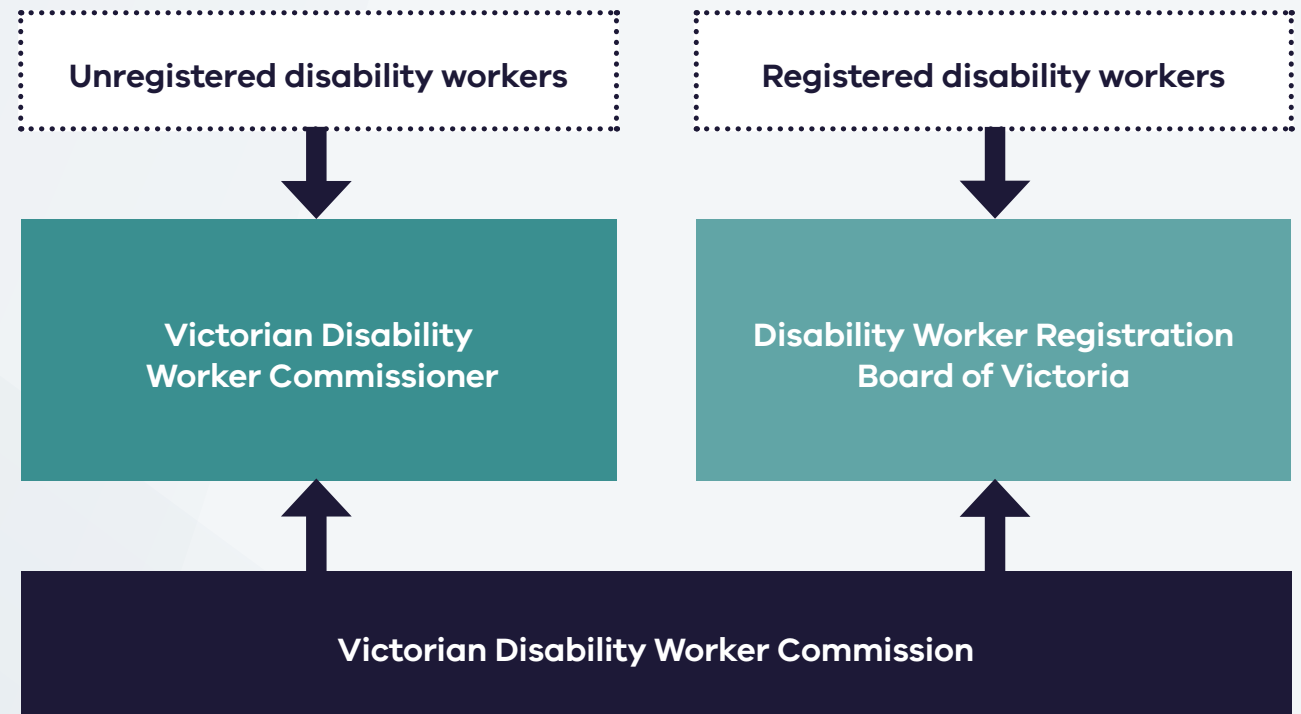 Unregistered disability workers
Registered disability workers
Victorian Disability
Worker Commissioner
Disability Worker Registration
Board of Victoria
Victorian Disability Worker Commission